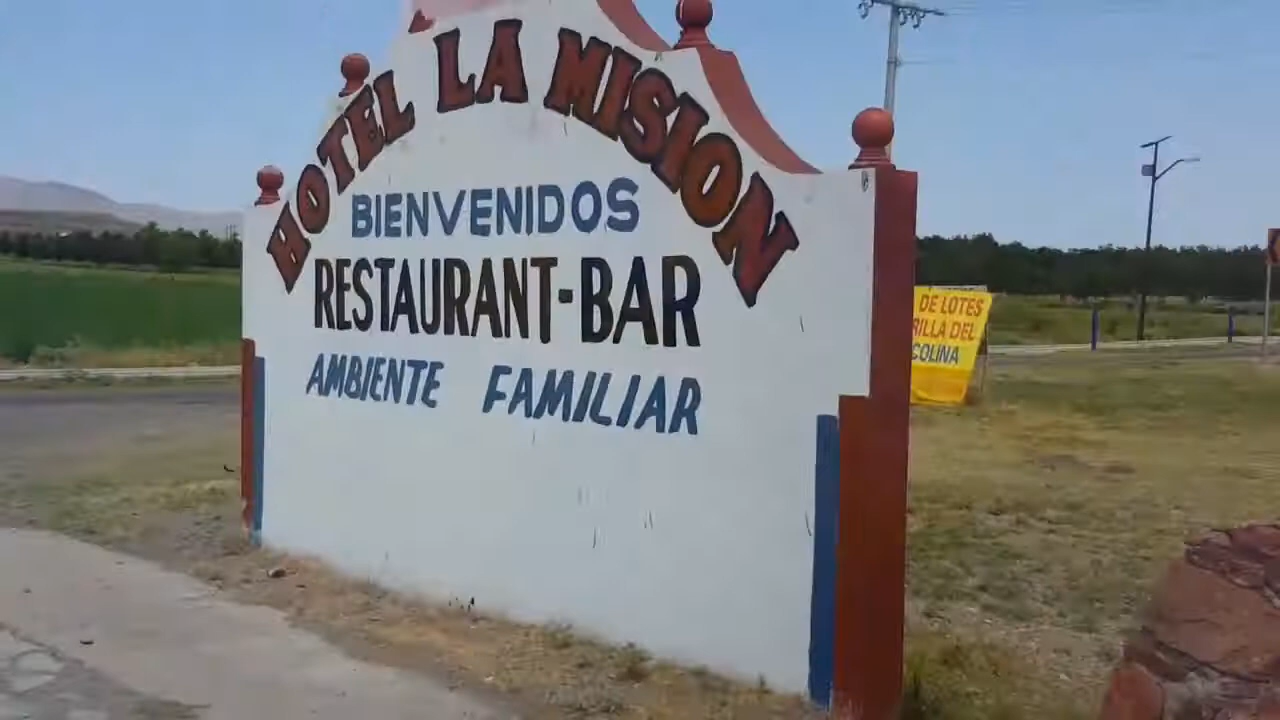 HOTEL LA MISION
BIENVENIDOS
RESTAURANT-BAR
AMBIENTE FAMILIAR
DE LOTES
RILLA DEL
COLINA